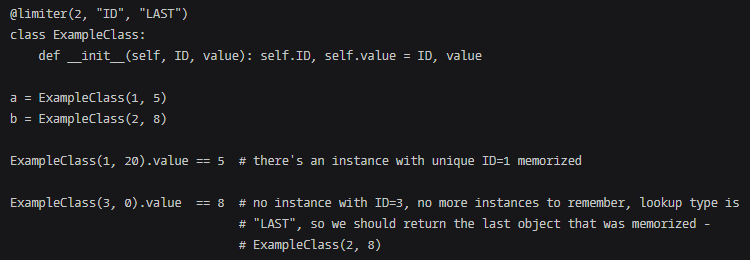 @limiter(2, "ID", "LAST")
class ExampleClass:
    def __init__(self, ID, value): self.ID, self.value = ID, value

a = ExampleClass(1, 5)
b = ExampleClass(2, 8)

ExampleClass(1, 20).value == 5  # there's an instance with unique ID=1 memorized

ExampleClass(3, 0).value  == 8  # no instance with ID=3, no more instances to remember, lookup type is
                                # "LAST", so we should return the last object that was memorized -
                                # ExampleClass(2, 8)